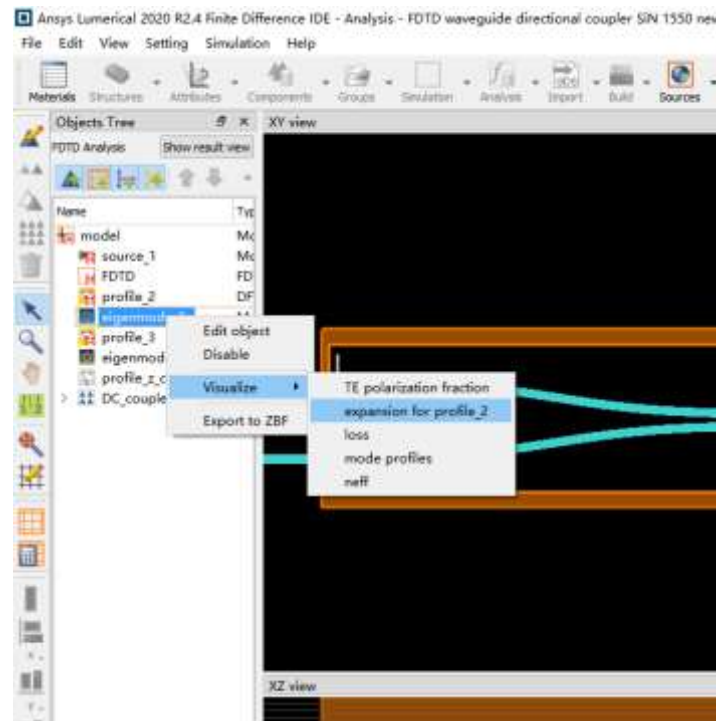 Ansys Lumerical 2020 R2.4 Finite Difference IDE - Analysis - FDTD waveguide directional coupler SiN 1550 new
File Edit View Setting Simulation Help
Materials Structures Attributes Components Groups Simulation Analysis Import Build Sources
Objects Tree
XY view
FDTD Analysis Show result view
Name Typ
model Mo
source_1 Mo
FDTD FD
profile_2 DF
profile_3
eigenmod
profile_z_c
DC_couple
Edit object
Disable
Visualize
Export to ZBF
TE polarization fraction
expansion for profile_2
loss
mode profiles
neff
XZ view